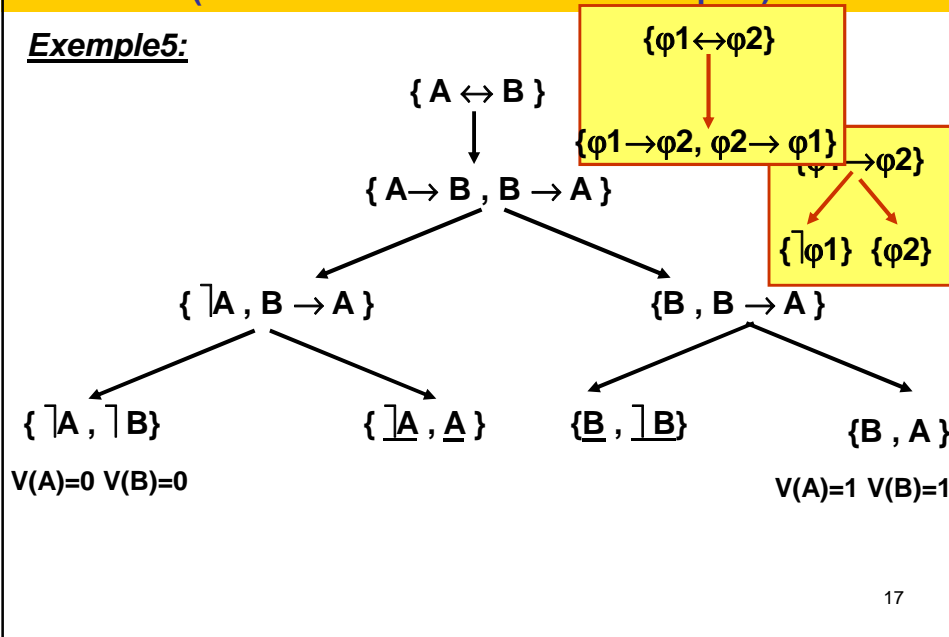 Exemple5:
{φ1↔φ2}
{ A ↔ B }
{φ1→φ2, φ2→ φ1}
→φ2}
{ A→ B , B → A }
{⏋φ1} {φ2}
{ ⏋A , B → A }
{B , B → A }
{ ⏋A , ⏋ B}
{ ⏋A , A }
{B , ⏋ B}
{B , A }
V(A)=0 V(B)=0
V(A)=1 V(B)=1
17